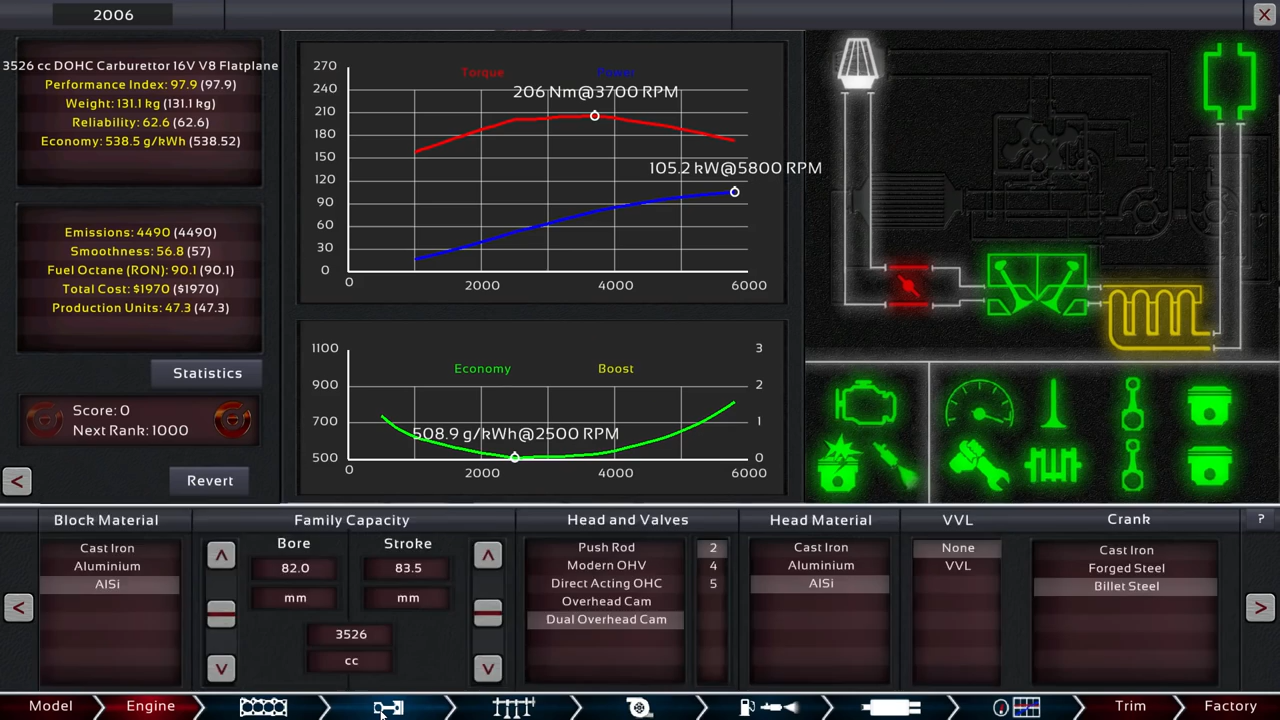 2006
3526 cc DOHC Carburettor 16V V8 Flatplane
Performance Index: 97.9 (97.9)
Weight: 131.1 kg (131.1 kg)
Reliability: 62.6 (62.6)
Economy: 538.5 g/kWh (538.52)
Emissions: 4490 (4490)
Smoothness: 56.8 (57)
Fuel Octane (RON): 90.1 (90.1)
Total Cost: $1970 ($1970)
Production Units: 47.3 (47.3)
Statistics
Score: 0
Next Rank: 1000
<
Revert
270
240
210
180
150
120
90
60
30
0
Torque
Power
206 Nm@3700 RPM
105.2 kW@5800 RPM
0
2000
4000
6000
1100
900
700
500
Economy
Boost
3
2
1
0
508.9 g/kWh@2500 RPM
0
2000
4000
6000
X
Block Material
Cast Iron
Aluminium
AlSi
Family Capacity
Bore
Stroke
82.0
83.5
mm
mm
3526
cc
Head and Valves
Push Rod
Modern OHV
Direct Acting OHC
Overhead Cam
Dual Overhead Cam
2
4
5
Head Material
Cast Iron
Aluminium
AlSi
VVL
None
VVL
Crank
Cast Iron
Forged Steel
Billet Steel
?
<
>
Model
Engine
Trim
Factory